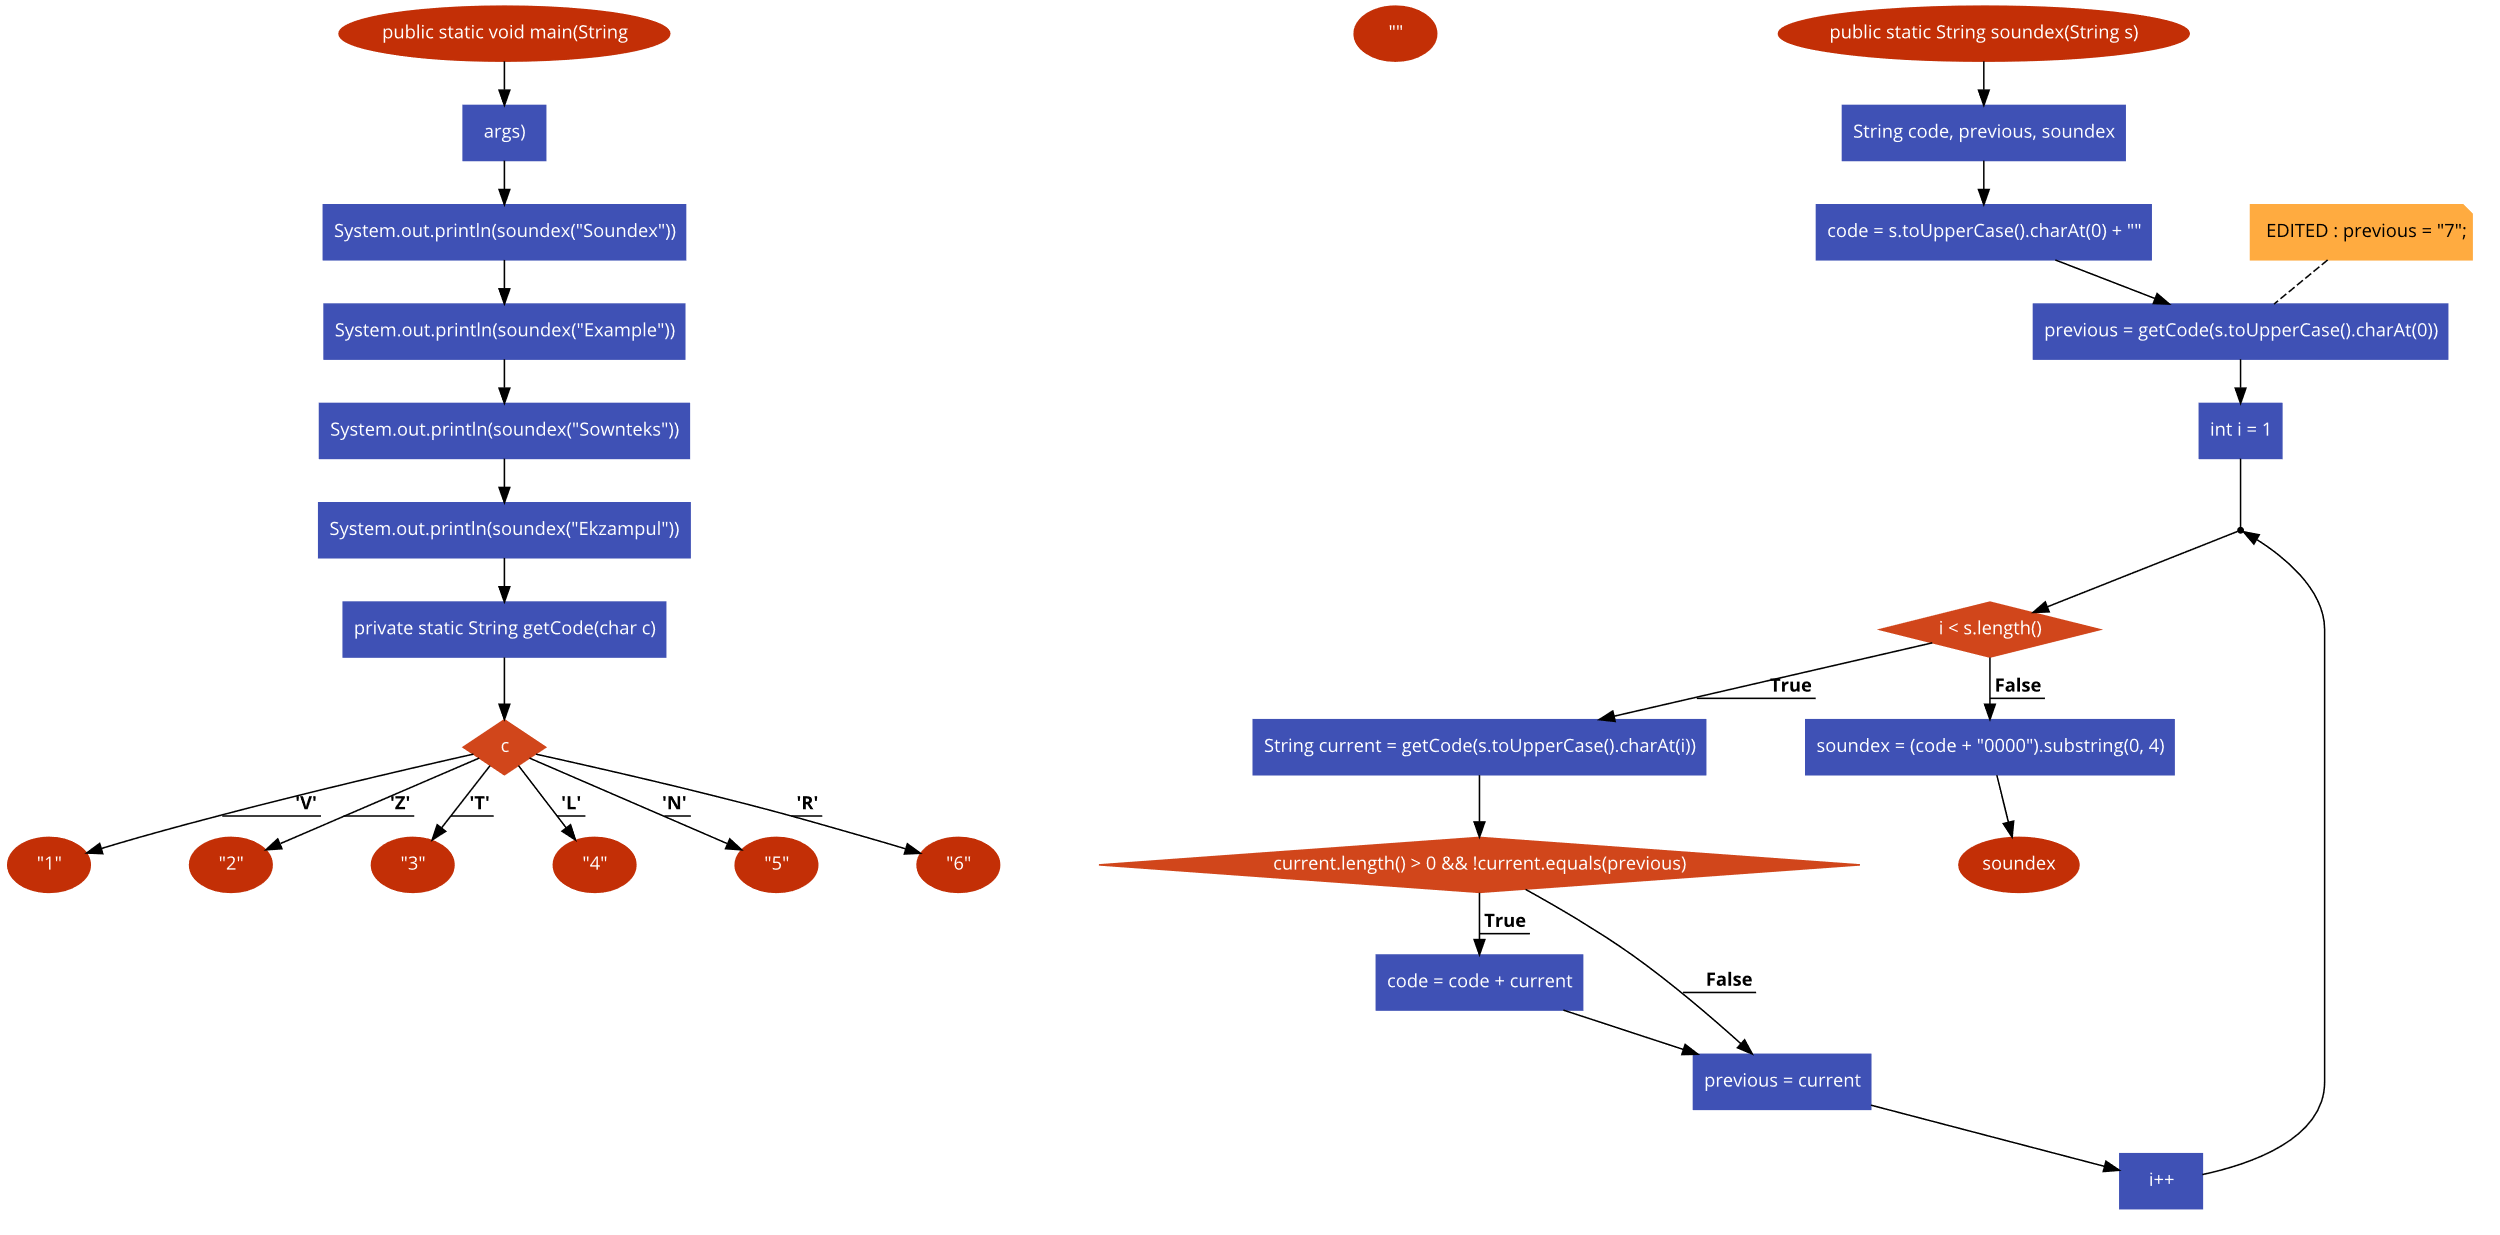 public static void main(String
args)
System.out.println(soundex("Soundex"))
System.out.println(soundex("Example"))
System.out.println(soundex("Sownteks"))
System.out.println(soundex("Ekzampul"))
private static String getCode(char c)
c
'V'
'Z'
'T'
'L'
'N'
'R'
"1"
"2"
"3"
"4"
"5"
"6"
""
public static String soundex(String s)
String code, previous, soundex
code = s.toUpperCase().charAt(0) + ""
EDITED : previous = "7";
previous = getCode(s.toUpperCase().charAt(0))
int i = 1
i < s.length()
True
False
String current = getCode(s.toUpperCase().charAt(i))
soundex = (code + "0000").substring(0, 4)
current.length() > 0 && !current.equals(previous)
soundex
True
False
code = code + current
previous = current
i++